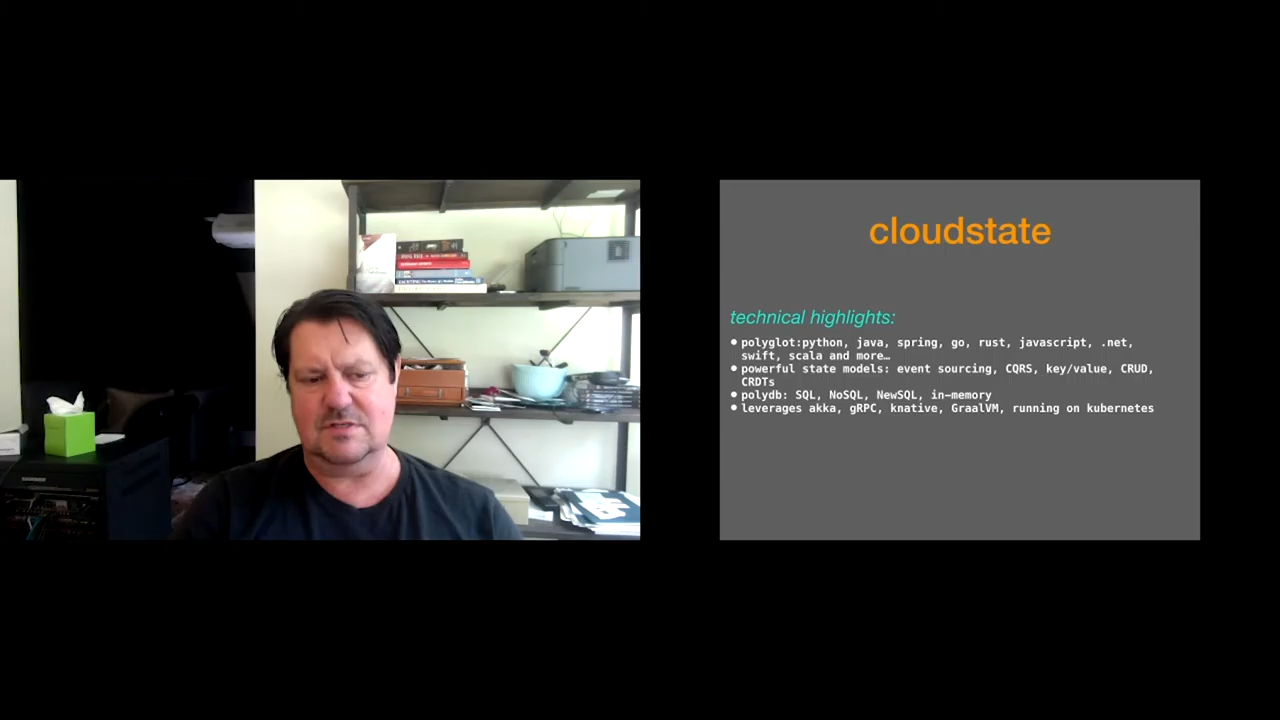 cloudstate
technical highlights:
● polyglot:python, java, spring, go, rust, javascript, .net,
swift, scala and more…
● powerful state models: event sourcing, CQRS, key/value, CRUD,
CRDTs
● polydb: SQL, NoSQL, NewSQL, in-memory
● leverages akka, gRPC, knative, GraalVM, running on kubernetes